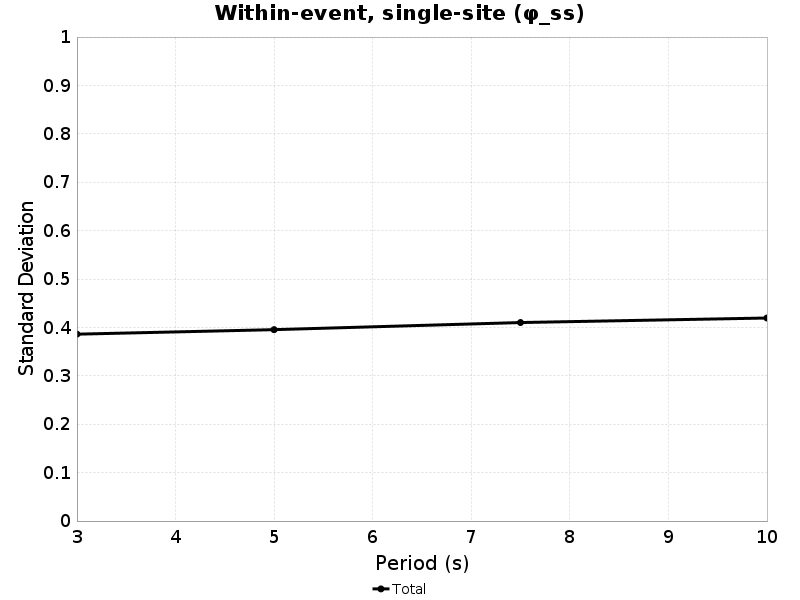 Within-event, single-site (φ_ss)
1
0.9
0.8
0.7
0.6
0.5
0.4
0.3
0.2
0.1
0
Standard Deviation
3 4 5 6 7 8 9 10
Period (s)
Total